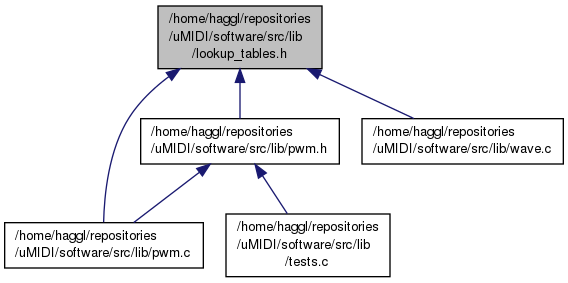 /home/haggl/repositories
/uMIDI/software/src/lib
/lookup_tables.h
/home/haggl/repositories
/uMIDI/software/src/lib/pwm.h
/home/haggl/repositories
/uMIDI/software/src/lib/wave.c
/home/haggl/repositories
/uMIDI/software/src/lib/pwm.c
/home/haggl/repositories
/uMIDI/software/src/lib
/tests.c